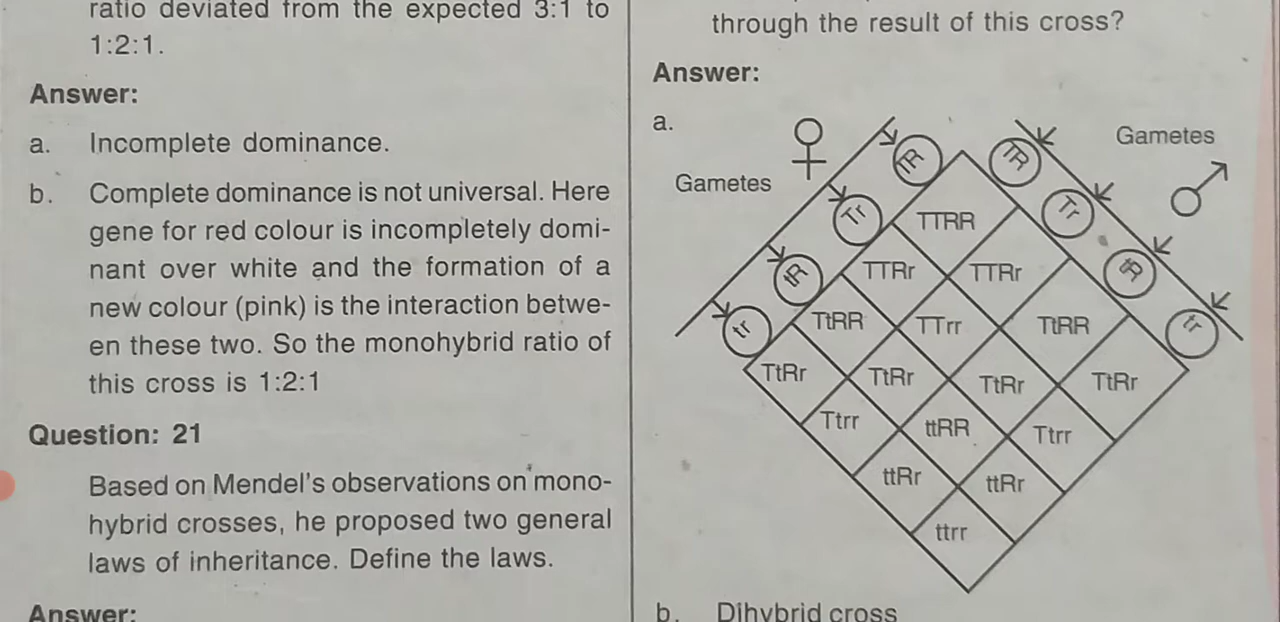 ratio deviated from the expected 3:1 to
1:2:1.
Answer:
a. Incomplete dominance.
b. Complete dominance is not universal. Here
gene for red colour is incompletely domi-
nant over white and the formation of a
new colour (pink) is the interaction betwe-
en these two. So the monohybrid ratio of
this cross is 1:2:1
Question: 21
Based on Mendel's observations on mono-
hybrid crosses, he proposed two general
laws of inheritance. Define the laws.
Answer:
through the result of this cross?
Answer:
a.
Gametes
Gametes
TR
Tr
tR
tr
TR
Tr
tR
tr
TTRR
TTRr TTRr
TtRR TTrr TtRR
TtRr TtRr TtRr TtRr
Ttrr ttRR Ttrr
ttRr ttRr
ttrr
b. Dihybrid cross